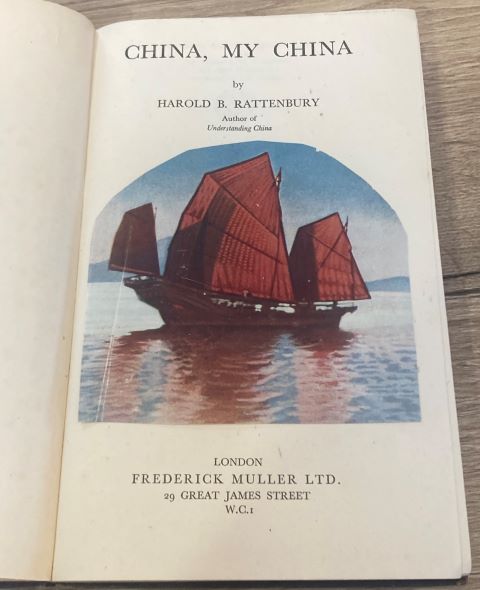 CHINA, MY CHINA
by
HAROLD B. RATTENBURY
Author of
Understanding China
LONDON
FREDERICK MULLER LTD.
29 GREAT JAMES STREET
W.C.1